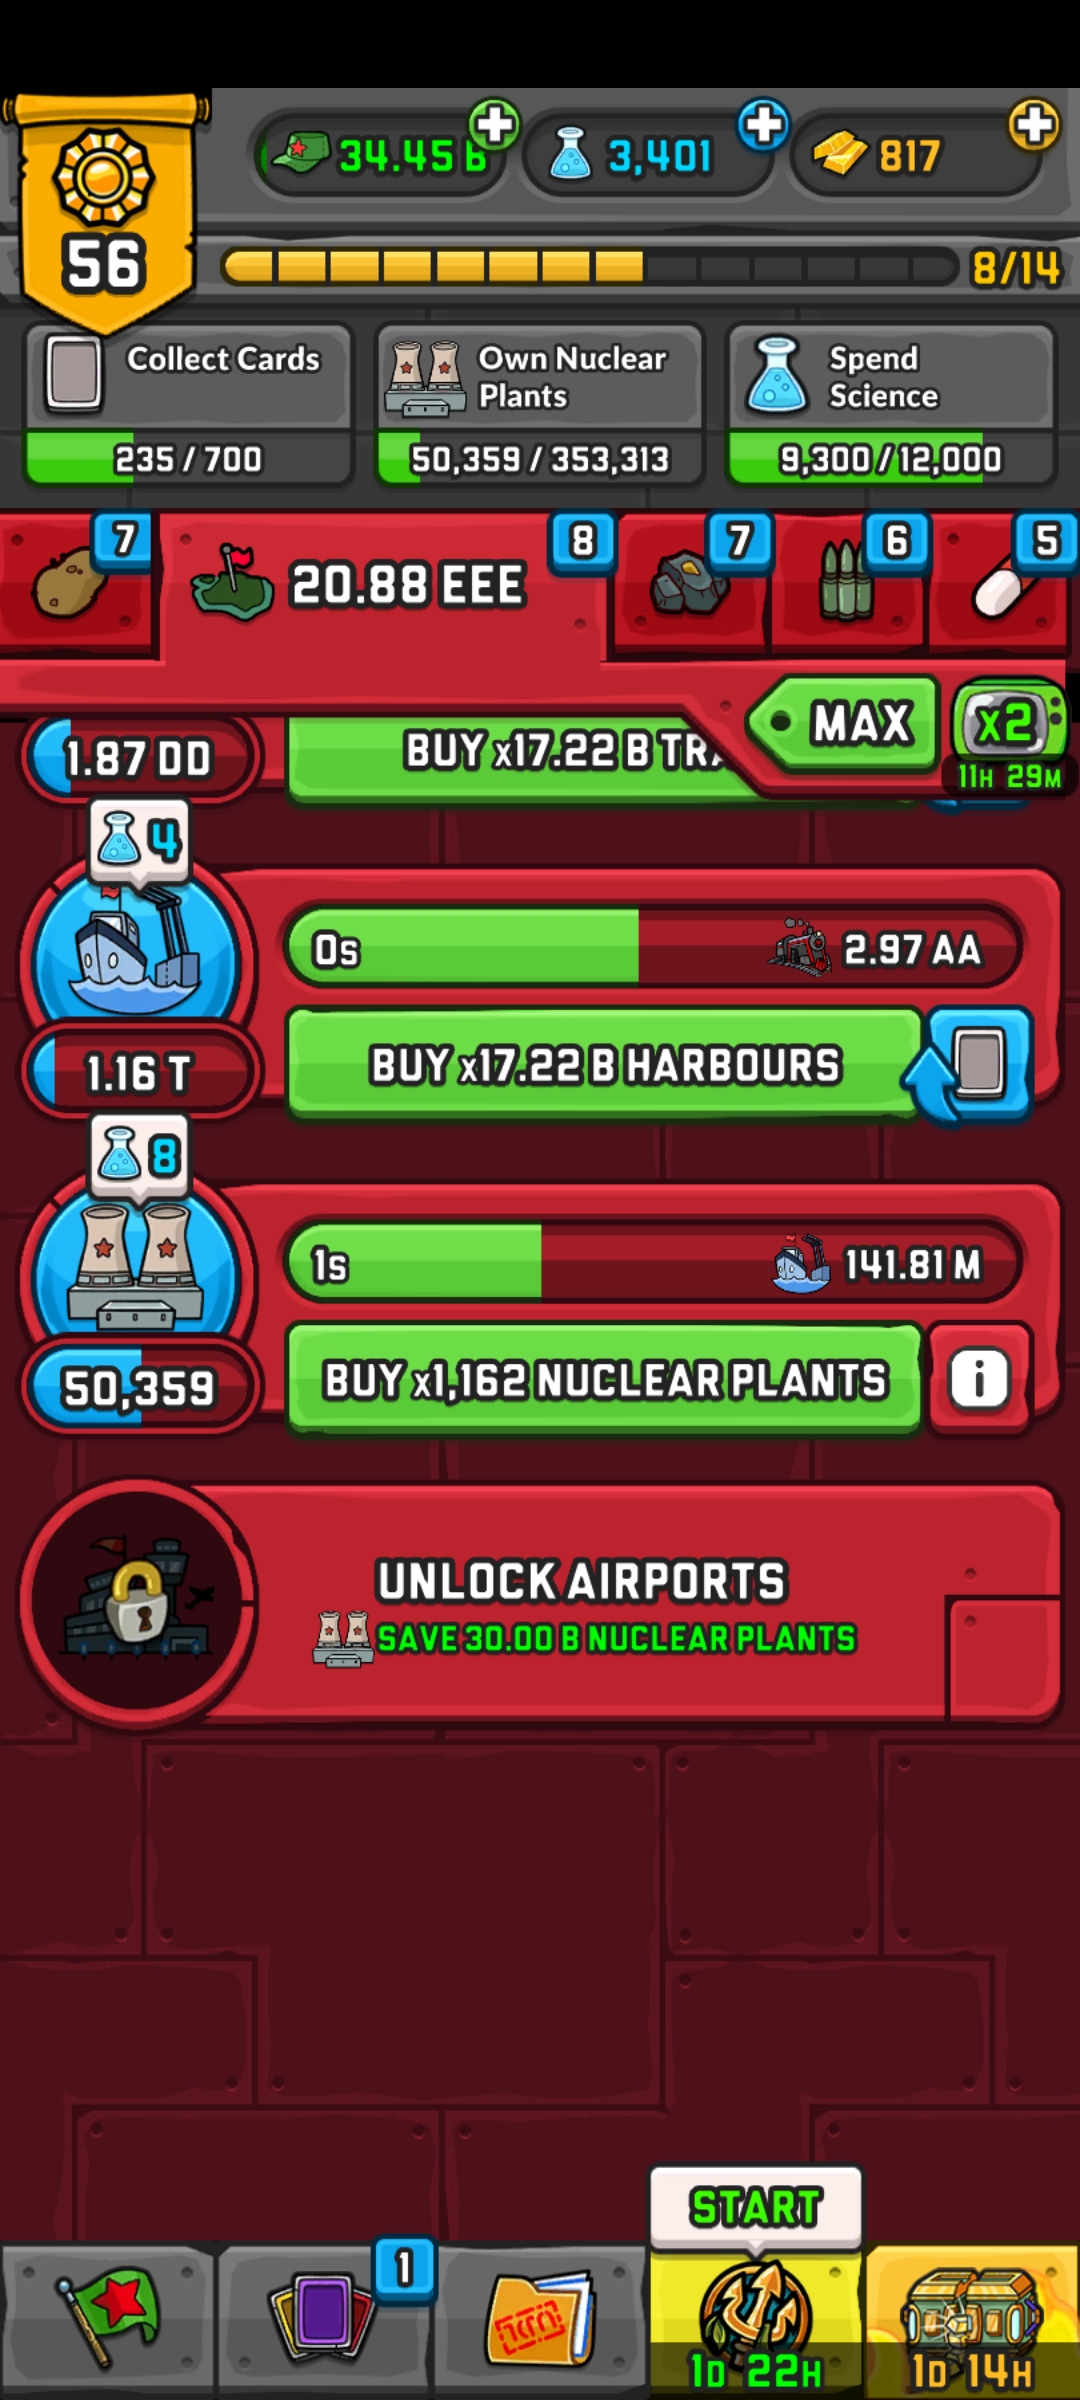 34.45 B
3,401
817
56
8/14
Collect Cards
235 / 700
Own Nuclear
Plants
50,359 / 353,313
Spend
Science
9,300 / 12,000
7
20.88 EEE
8
7
6
5
MAX
x2
11H 29M
1.87 DD
BUY x17.22 B
4
0s
2.97 AA
1.16 T
BUY x17.22 B HARBOURS
8
1s
141.81 M
50,359
BUY x1,162 NUCLEAR PLANTS
i
UNLOCK AIRPORTS
SAVE 30.00 B NUCLEAR PLANTS
START
1
1D 22H
1D 14H